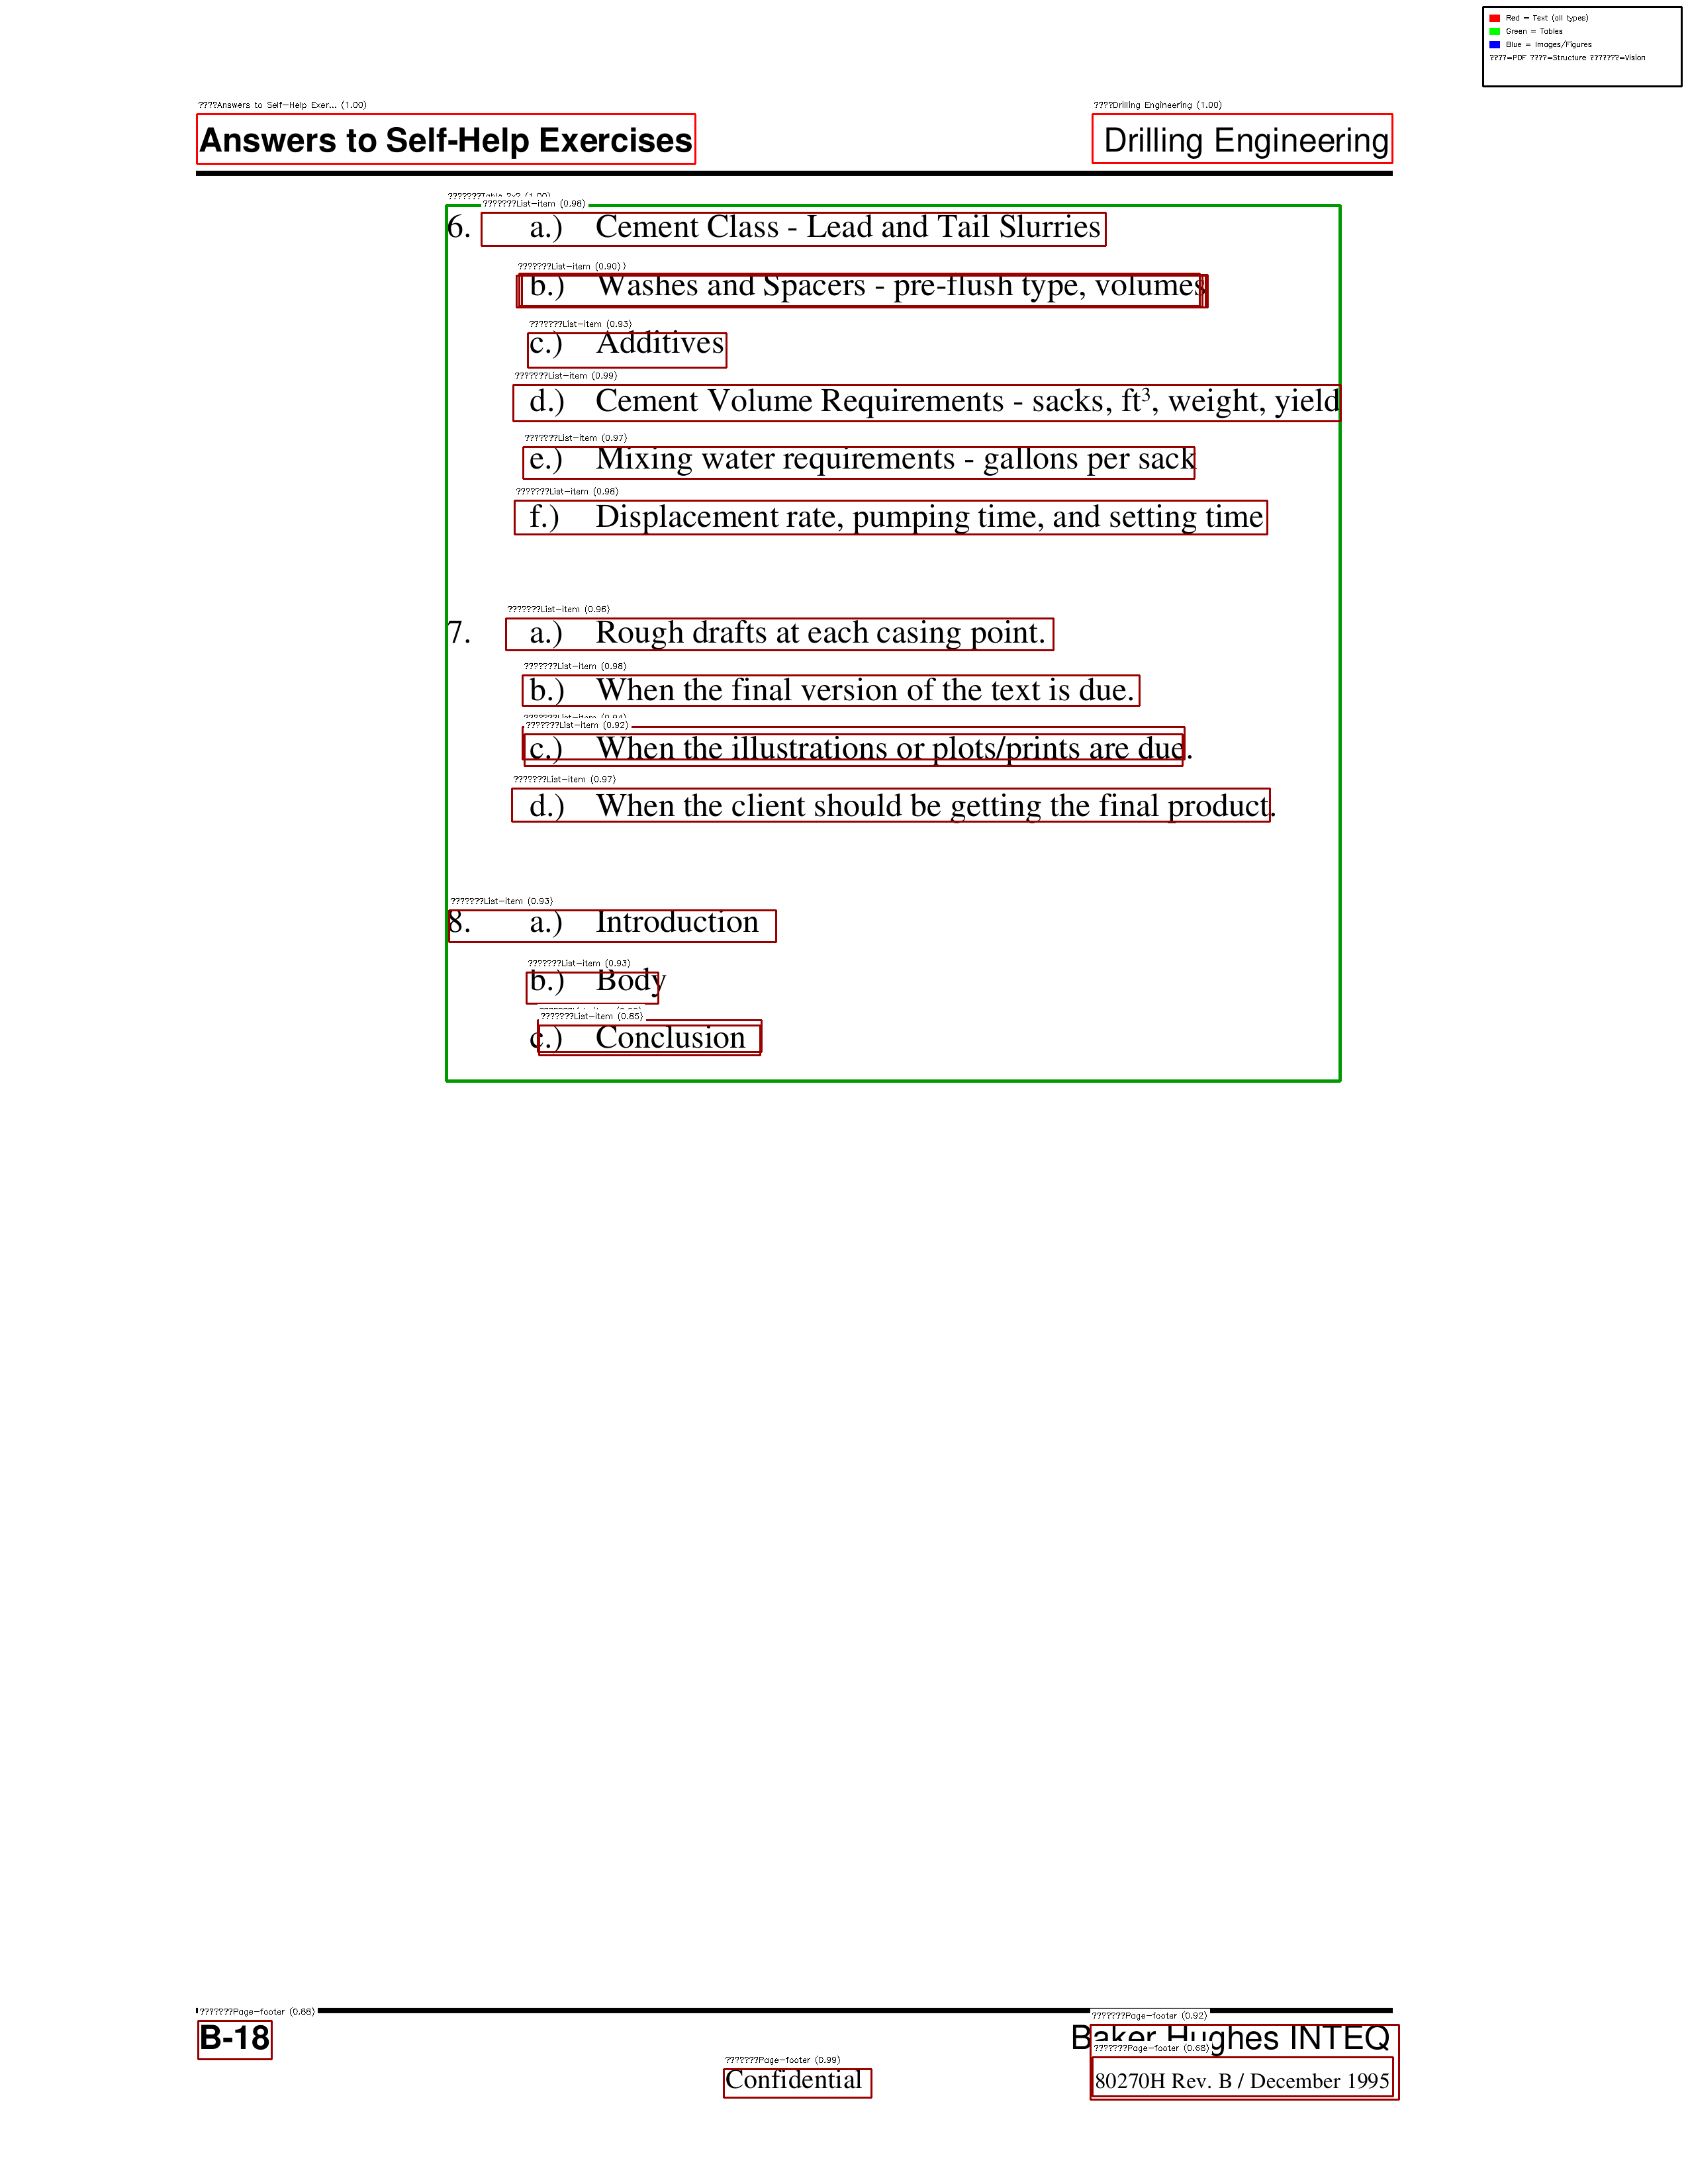 Red = Text (all types)
Green = Tables
Blue = Images/Figures
????=PDF ????=Structure ???????=Vision
????Answers to Self-Help Exer... (1.00)
????Drilling Engineering (1.00)
Answers to Self-Help Exercises
Drilling Engineering
???????Table ?x? (1.00)
???????List-item (0.98)
6. a.) Cement Class - Lead and Tail Slurries
???????List-item (0.90)
b.) Washes and Spacers - pre-flush type, volumes
???????List-item (0.93)
c.) Additives
???????List-item (0.99)
d.) Cement Volume Requirements - sacks, ft³, weight, yield
???????List-item (0.97)
e.) Mixing water requirements - gallons per sack
???????List-item (0.98)
f.) Displacement rate, pumping time, and setting time
???????List-item (0.96)
7. a.) Rough drafts at each casing point.
???????List-item (0.98)
b.) When the final version of the text is due.
???????List-item (0.94)
???????List-item (0.92)
c.) When the illustrations or plots/prints are due.
???????List-item (0.97)
d.) When the client should be getting the final product.
???????List-item (0.93)
8. a.) Introduction
???????List-item (0.93)
b.) Body
???????List-item (0.85)
c.) Conclusion
???????Page-footer (0.88)
B-18
???????Page-footer (0.92)
Baker Hughes INTEQ
???????Page-footer (0.68)
???????Page-footer (0.99)
Confidential
80270H Rev. B / December 1995